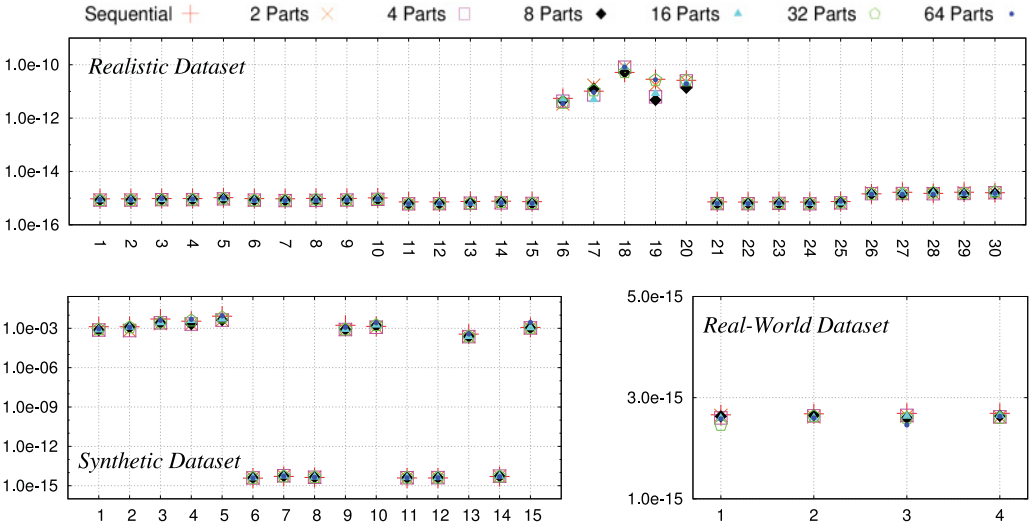 Sequential 2 Parts 4 Parts 8 Parts 16 Parts 32 Parts 64 Parts
Realistic Dataset
1.0e-10
1.0e-12
1.0e-14
1.0e-16
1 2 3 4 5 6 7 8 9 10 11 12 13 14 15 16 17 18 19 20 21 22 23 24 25 26 27 28 29 30
1.0e-03
1.0e-06
1.0e-09
1.0e-12
1.0e-15
Synthetic Dataset
1 2 3 4 5 6 7 8 9 10 11 12 13 14 15
5.0e-15
3.0e-15
1.0e-15
Real-World Dataset
1 2 3 4